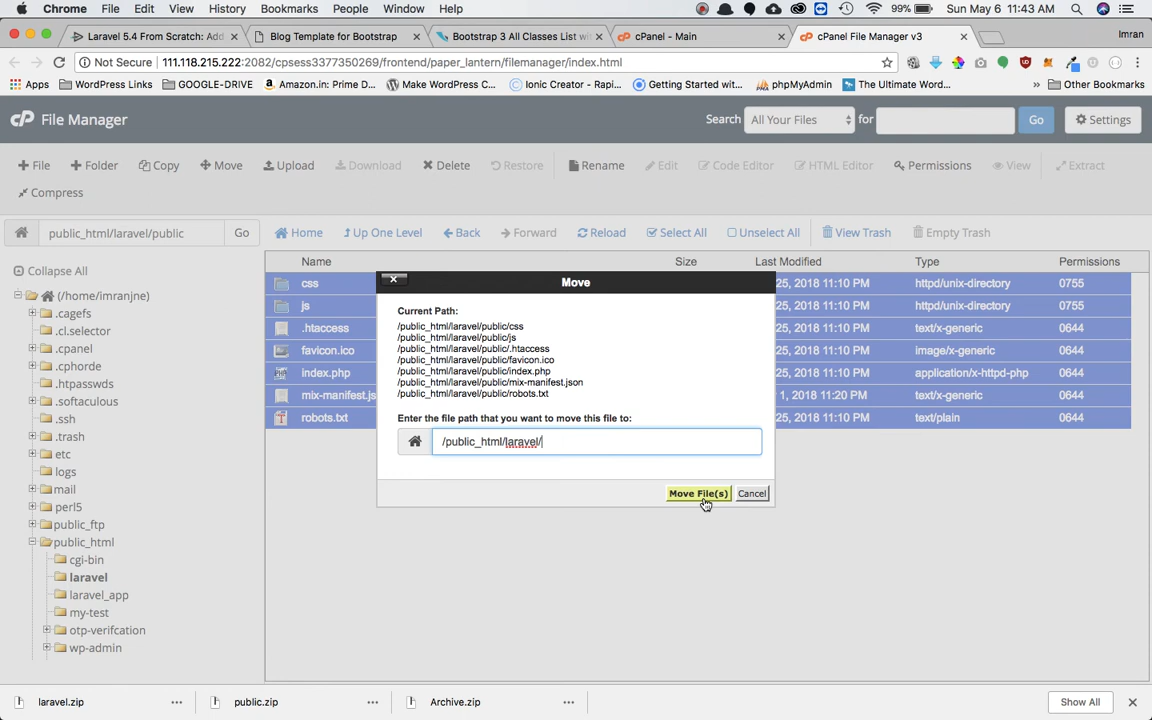 Chrome File Edit View History Bookmarks People Window Help 99% Sun May 6 11:43 AM
Laravel 5.4 From Scratch: Add Blog Template for Bootstrap Bootstrap 3 All Classes List wit cPanel - Main cPanel File Manager v3 Imran
Not Secure 111.118.215.222:2082/cpsess3377350269/frontend/paper_lantern/filemanager/index.html
Apps WordPress Links GOOGLE-DRIVE Amazon.in: Prime D... Make WordPress C... Ionic Creator - Rapi... Getting Started wit... phpMyAdmin The Ultimate Word... » Other Bookmarks
cP File Manager Search All Your Files for Go Settings
File Folder Copy Move Upload Download Delete Restore Rename Edit Code Editor HTML Editor Permissions View Extract
Compress
public_html/laravel/public Go Home Up One Level Back Forward Reload Select All Unselect All View Trash Empty Trash
Collapse All
(/home/imranjne)
.cagefs
.cl.selector
.cpanel
.cphorde
.htpasswds
.softaculous
.ssh
.trash
etc
logs
mail
perl5
public_ftp
public_html
cgi-bin
laravel
laravel_app
my-test
otp-verifcation
wp-admin
Name Size Last Modified Type Permissions
css 25, 2018 11:10 PM httpd/unix-directory 0755
js 25, 2018 11:10 PM httpd/unix-directory 0755
.htaccess 25, 2018 11:10 PM text/x-generic 0644
favicon.ico 25, 2018 11:10 PM image/x-generic 0644
index.php 25, 2018 11:10 PM application/x-httpd-php 0644
mix-manifest.js 1, 2018 11:20 PM text/x-generic 0644
robots.txt 25, 2018 11:10 PM text/plain 0644
Move
Current Path:
/public_html/laravel/public/css
/public_html/laravel/public/js
/public_html/laravel/public/.htaccess
/public_html/laravel/public/favicon.ico
/public_html/laravel/public/index.php
/public_html/laravel/public/mix-manifest.json
/public_html/laravel/public/robots.txt
Enter the file path that you want to move this file to:
/public_html/laravel/
Move File(s) Cancel
laravel.zip public.zip Archive.zip Show All